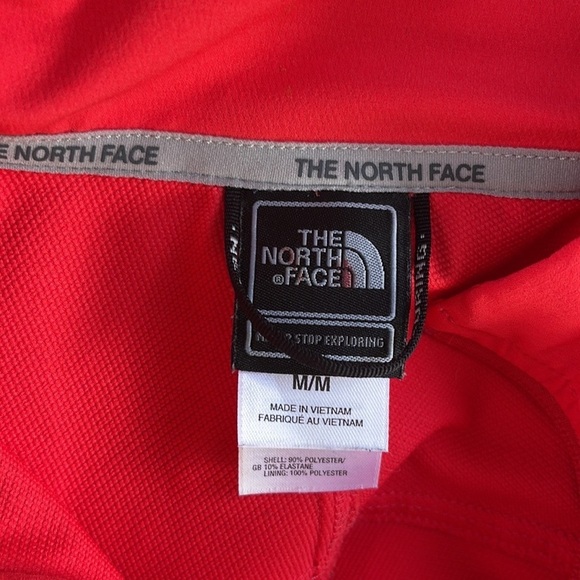 E NORTH FACE THE NORTH FACE
THE
NORTH
® FACE
STOP EXPLORING
M/M
MADE IN VIETNAM
FABRIQUÉ AU VIETNAM
SHELL: 90% POLYESTER/
GB 10% ELASTANE
LINING: 100% POLYESTER